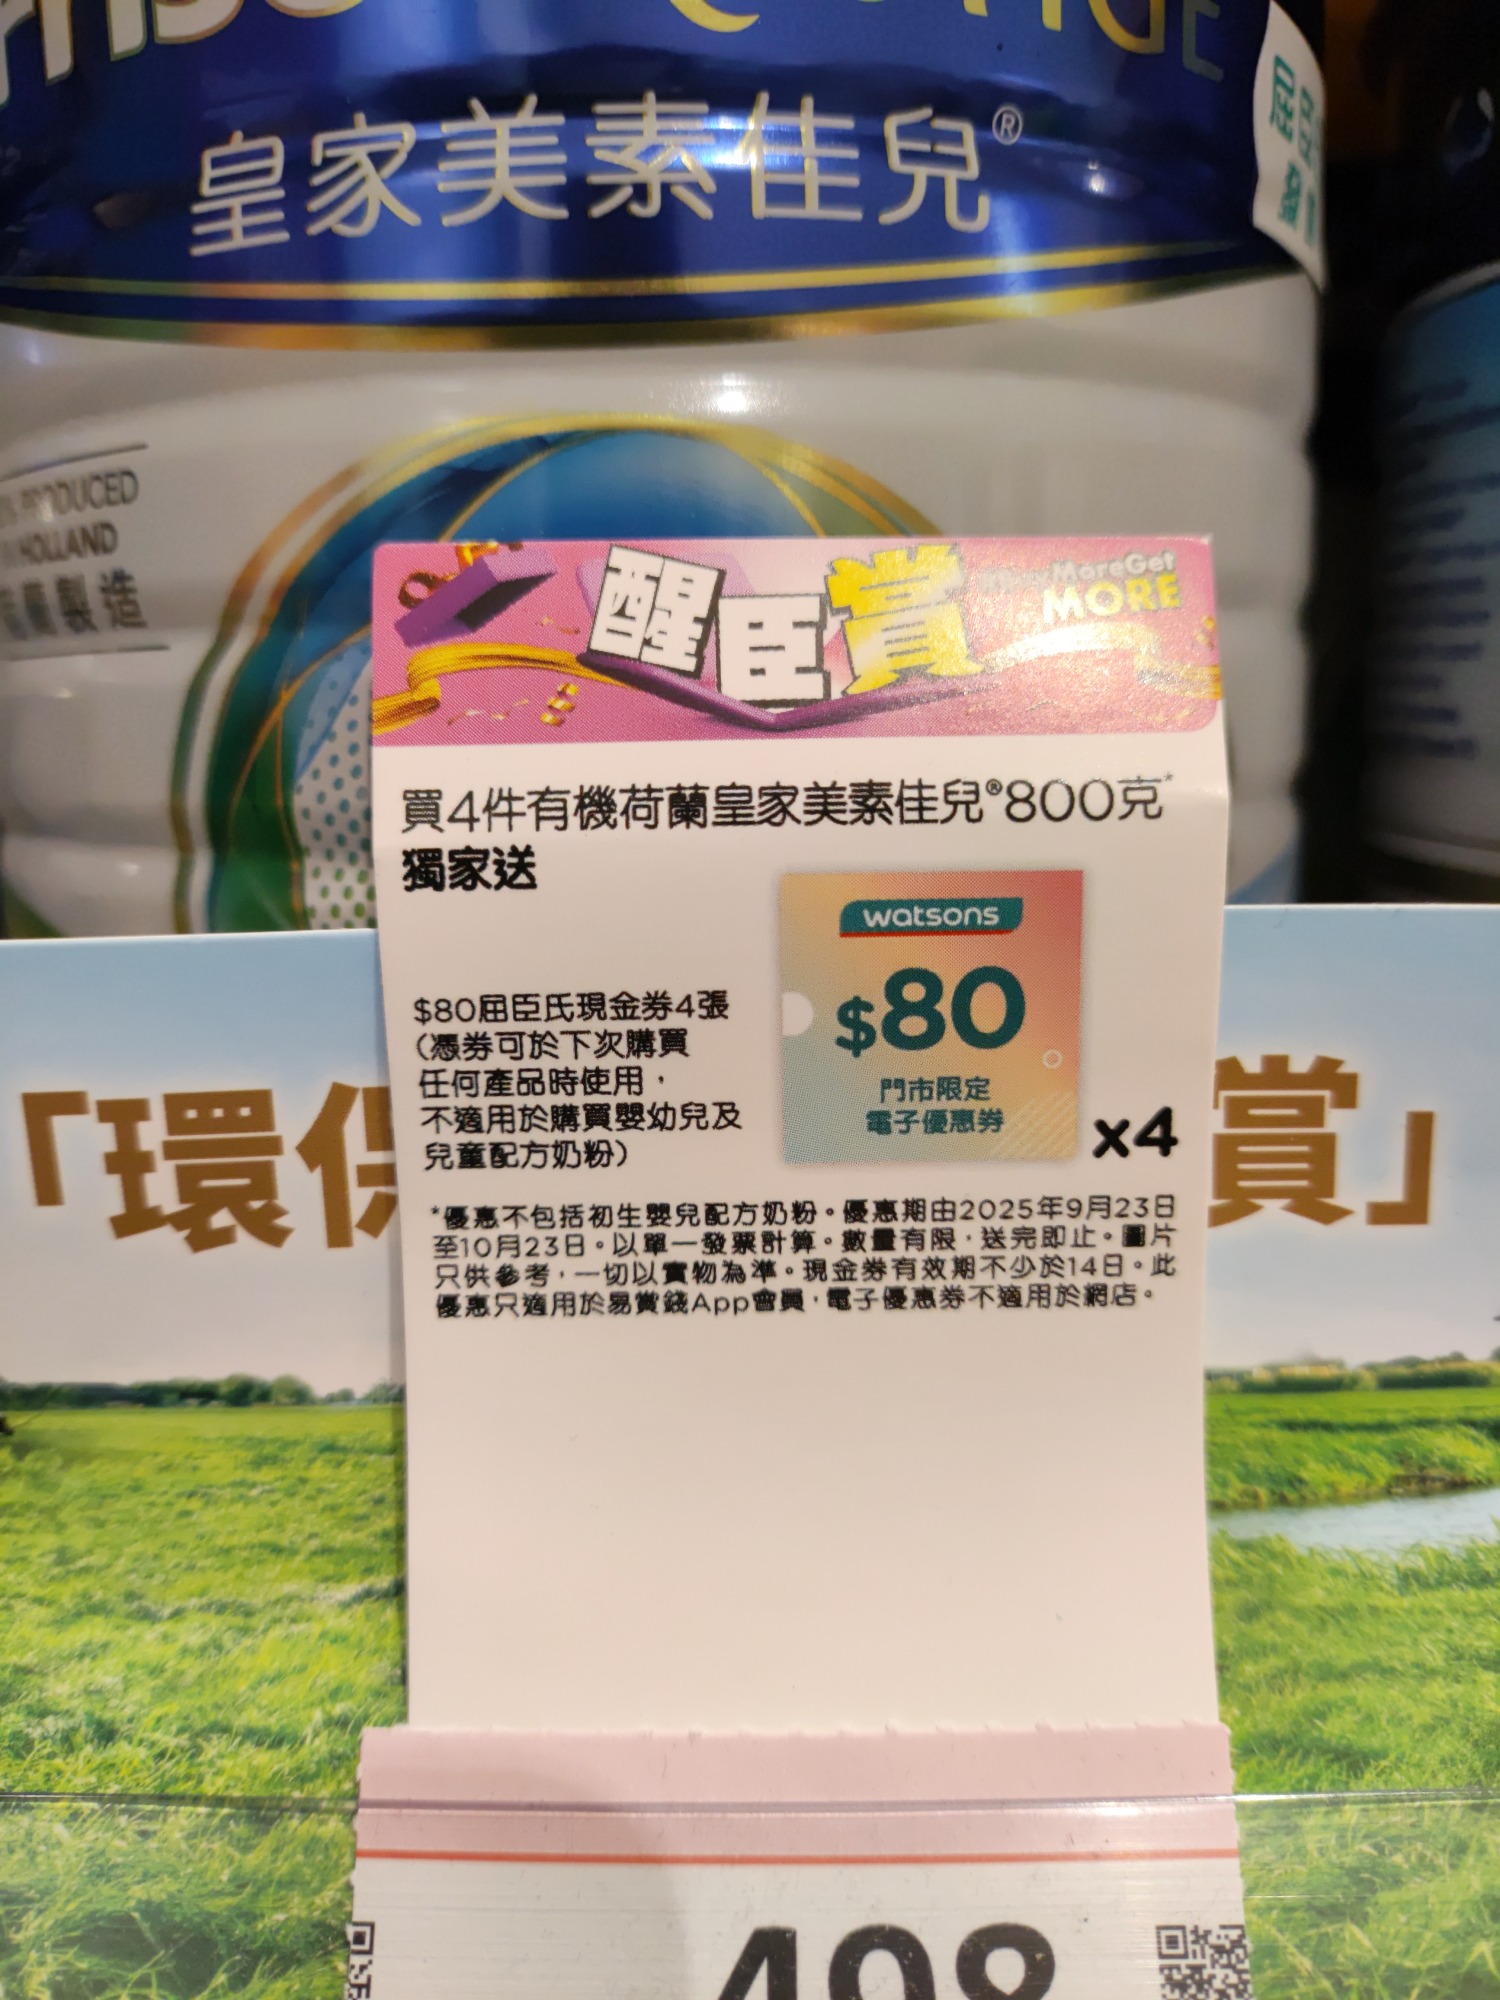 皇家美素佳兒®
PRODUCED
HOLLAND
製造
醒臣賞
BuyMoreGet
MORE
買4件有機荷蘭皇家美素佳兒®800克*
獨家送
watsons
$80
門市限定
電子優惠券
x4
$80屈臣氏現金券4張
(憑券可於下次購買
任何產品時使用，
不適用於購買嬰幼兒及
兒童配方奶粉)
*優惠不包括初生嬰兒配方奶粉。優惠期由2025年9月23日
至10月23日。以單一發票計算。數量有限，送完即止。圖片
只供參考，一切以實物為準。現金券有效期不少於14日。此
優惠只適用於易賞錢App會員，電子優惠券不適用於網店。
「環保
賞」
498